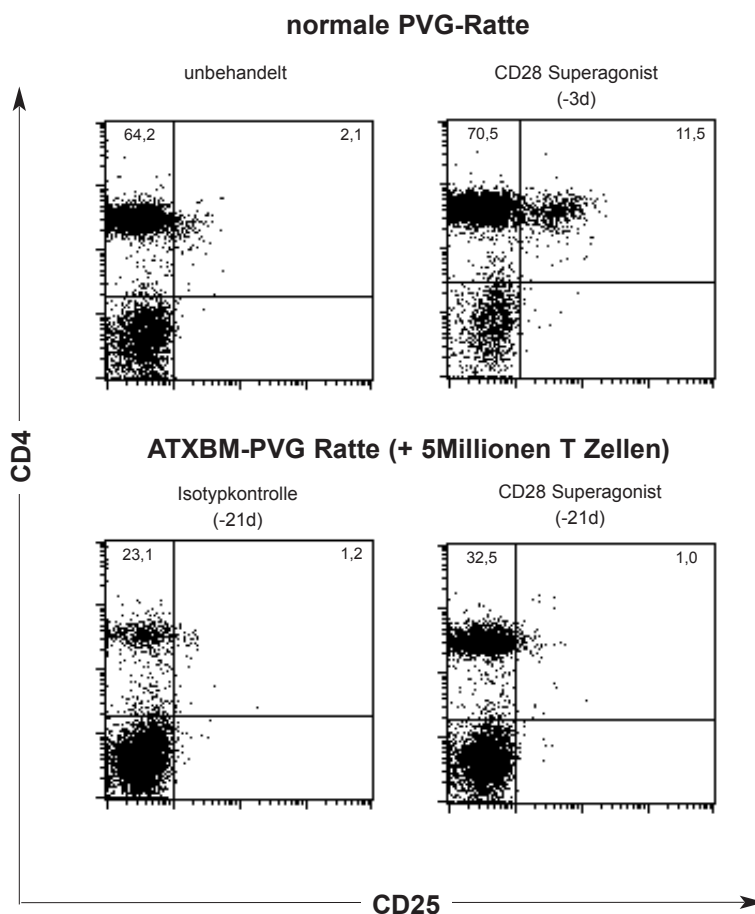 normale PVG-Ratte
unbehandelt
CD28 Superagonist
(-3d)
64,2
2,1
70,5
11,5
CD4
ATXBM-PVG Ratte (+ 5Millionen T Zellen)
Isotypkontrolle
(-21d)
CD28 Superagonist
(-21d)
23,1
1,2
32,5
1,0
CD25